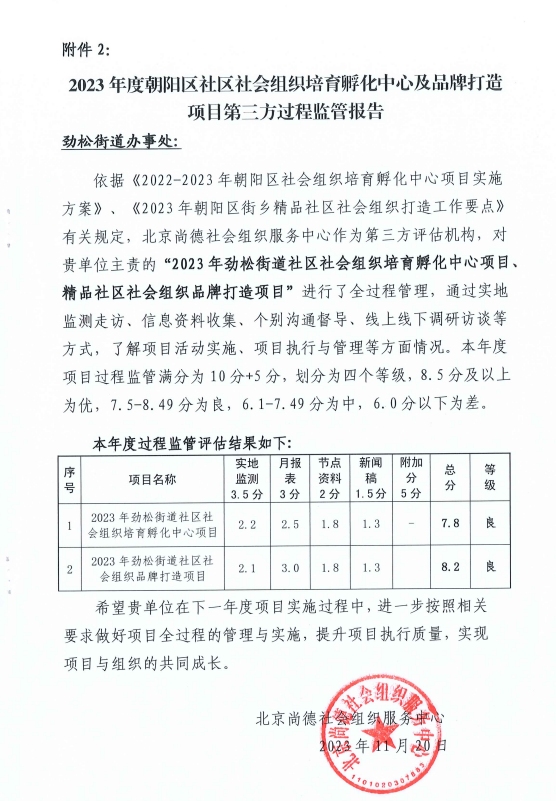 附件 2：
2023 年度朝阳区社区社会组织培育孵化中心及品牌打造
项目第三方过程监管报告
劲松街道办事处：
依据《2022-2023 年朝阳区社会组织培育孵化中心项目实施
方案》、《2023 年朝阳区街乡精品社区社会组织打造工作要点》
有关规定，北京尚德社会组织服务中心作为第三方评估机构，对
贵单位主责的“2023 年劲松街道社区社会组织培育孵化中心项目、
精品社区社会组织品牌打造项目”进行了全过程管理，通过实地
监测走访、信息资料收集、个别沟通督导、线上线下调研访谈等
方式，了解项目活动实施、项目执行与管理等方面情况。本年度
项目过程监管满分为 10 分+5 分，划分为四个等级，8.5 分及以上
为优，7.5-8.49 分为良，6.1-7.49 分为中，6.0 分以下为差。
本年度过程监管评估结果如下：
序号 项目名称 实地监测 3.5 分 月报表 3 分 节点资料 2 分 新闻稿 1.5 分 附加分 5 分 总分 等级
1 2023 年劲松街道社区社会组织培育孵化中心项目 2.2 2.5 1.8 1.3 - 7.8 良
2 2023 年劲松街道社区社会组织品牌打造项目 2.1 3.0 1.8 1.3 8.2 良
希望贵单位在下一年度项目实施过程中，进一步按照相关
要求做好项目全过程的管理与实施，提升项目执行质量，实现
项目与组织的共同成长。
北京尚德社会组织服务中心
2023 年 11 月 20 日
北京尚德社会组织服务中心
1101020307883